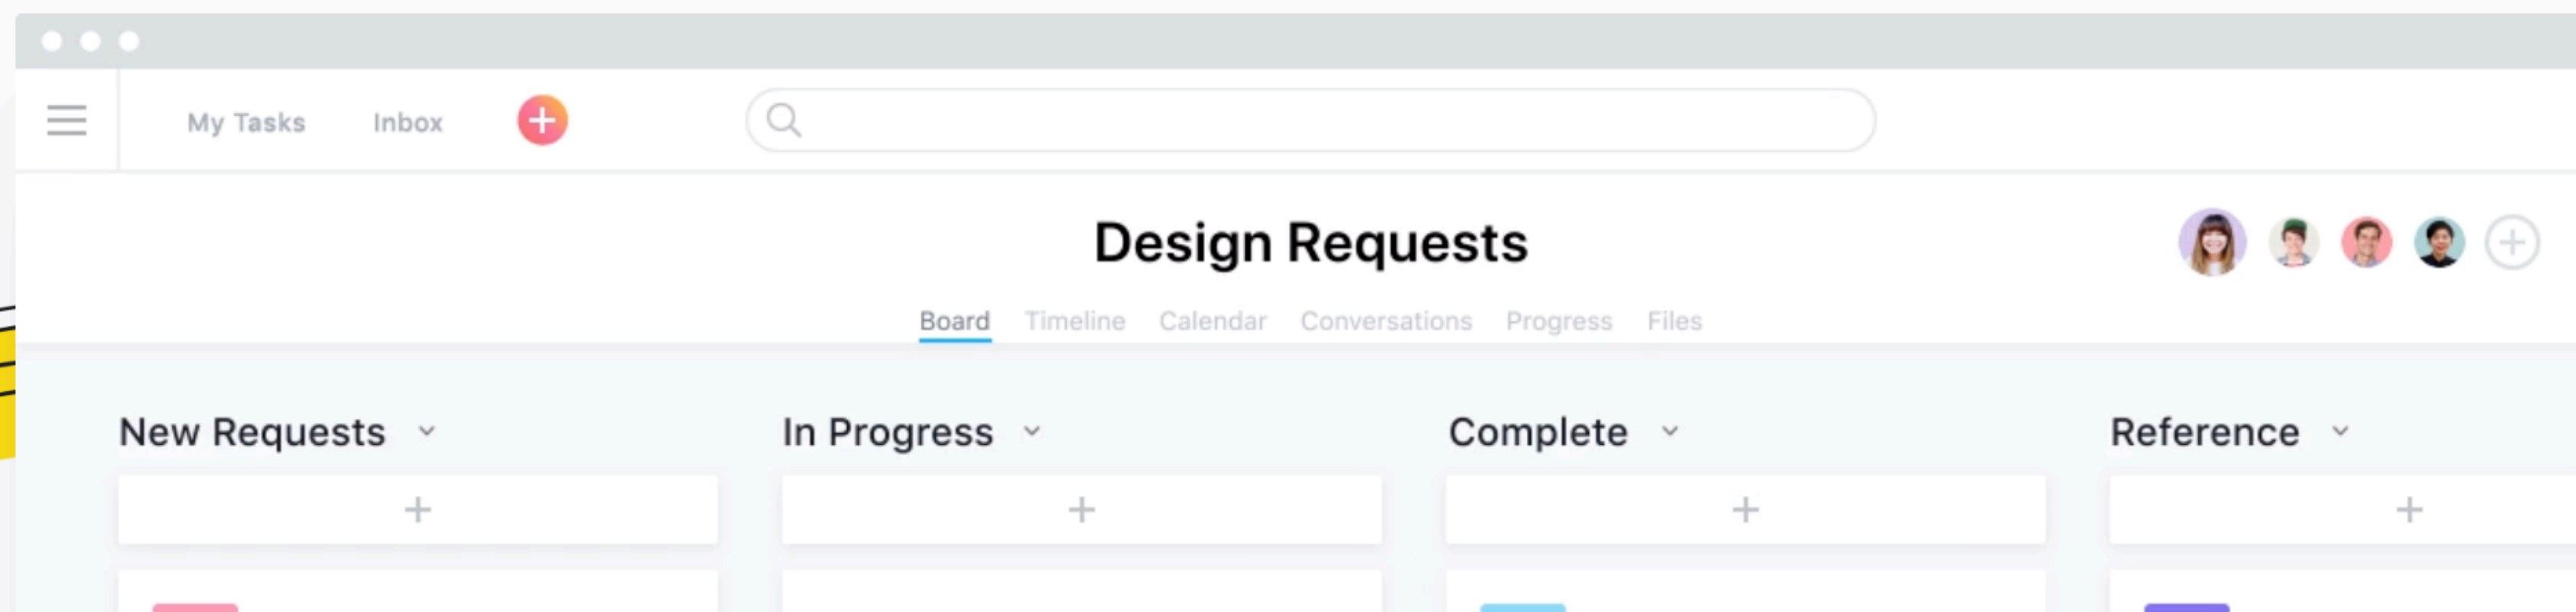 My Tasks Inbox
Design Requests
Board Timeline Calendar Conversations Progress Files
New Requests In Progress Complete Reference